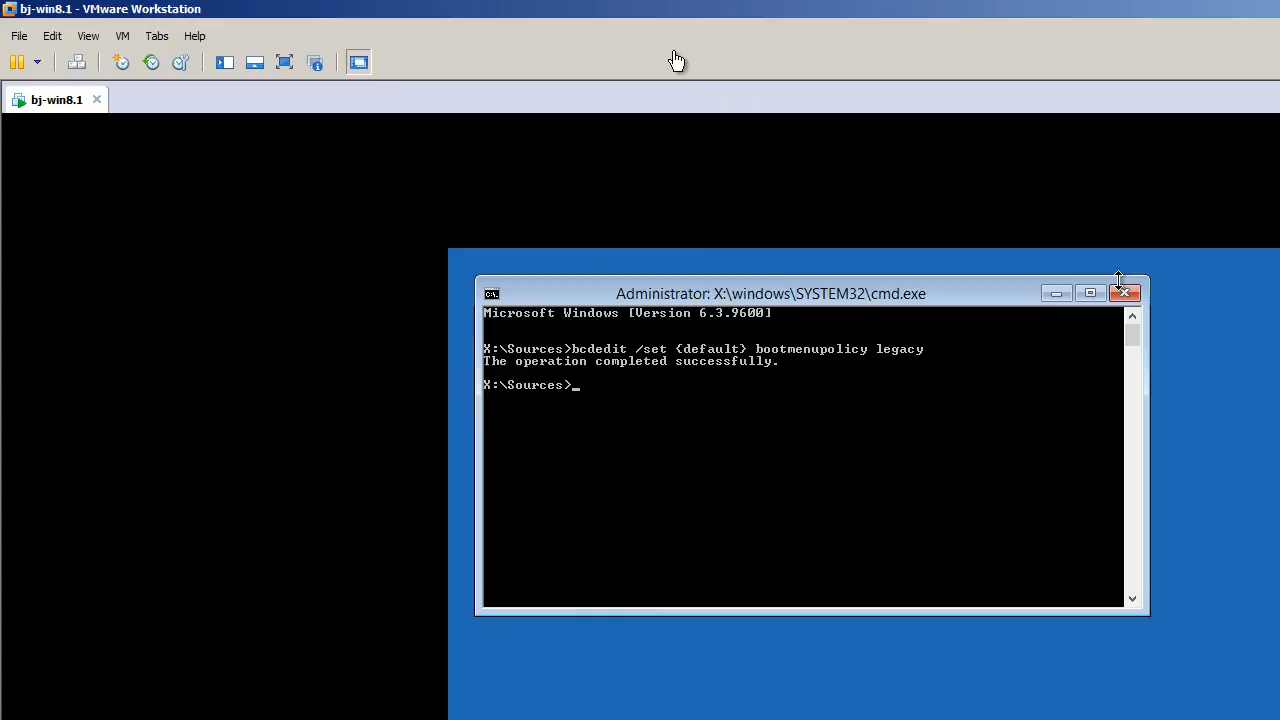 bj-win8.1 - VMware Workstation
File Edit View VM Tabs Help
bj-win8.1
Administrator: X:\windows\SYSTEM32\cmd.exe
Microsoft Windows [Version 6.3.9600]
X:\Sources>bcdedit /set {default} bootmenupolicy legacy
The operation completed successfully.
X:\Sources>_